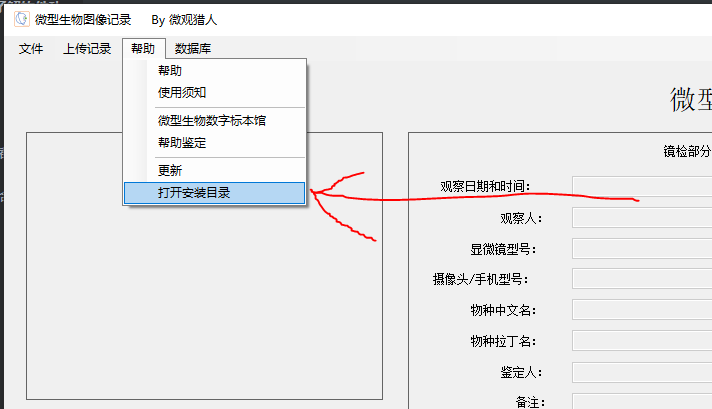 微型生物图像记录 By 微观猎人
文件 上传记录 帮助 数据库
帮助
使用须知
微型生物数字标本馆
帮助鉴定
更新
打开安装目录
微型
镜检部分
观察日期和时间:
观察人:
显微镜型号:
摄像头/手机型号:
物种中文名:
物种拉丁名:
鉴定人:
备注: